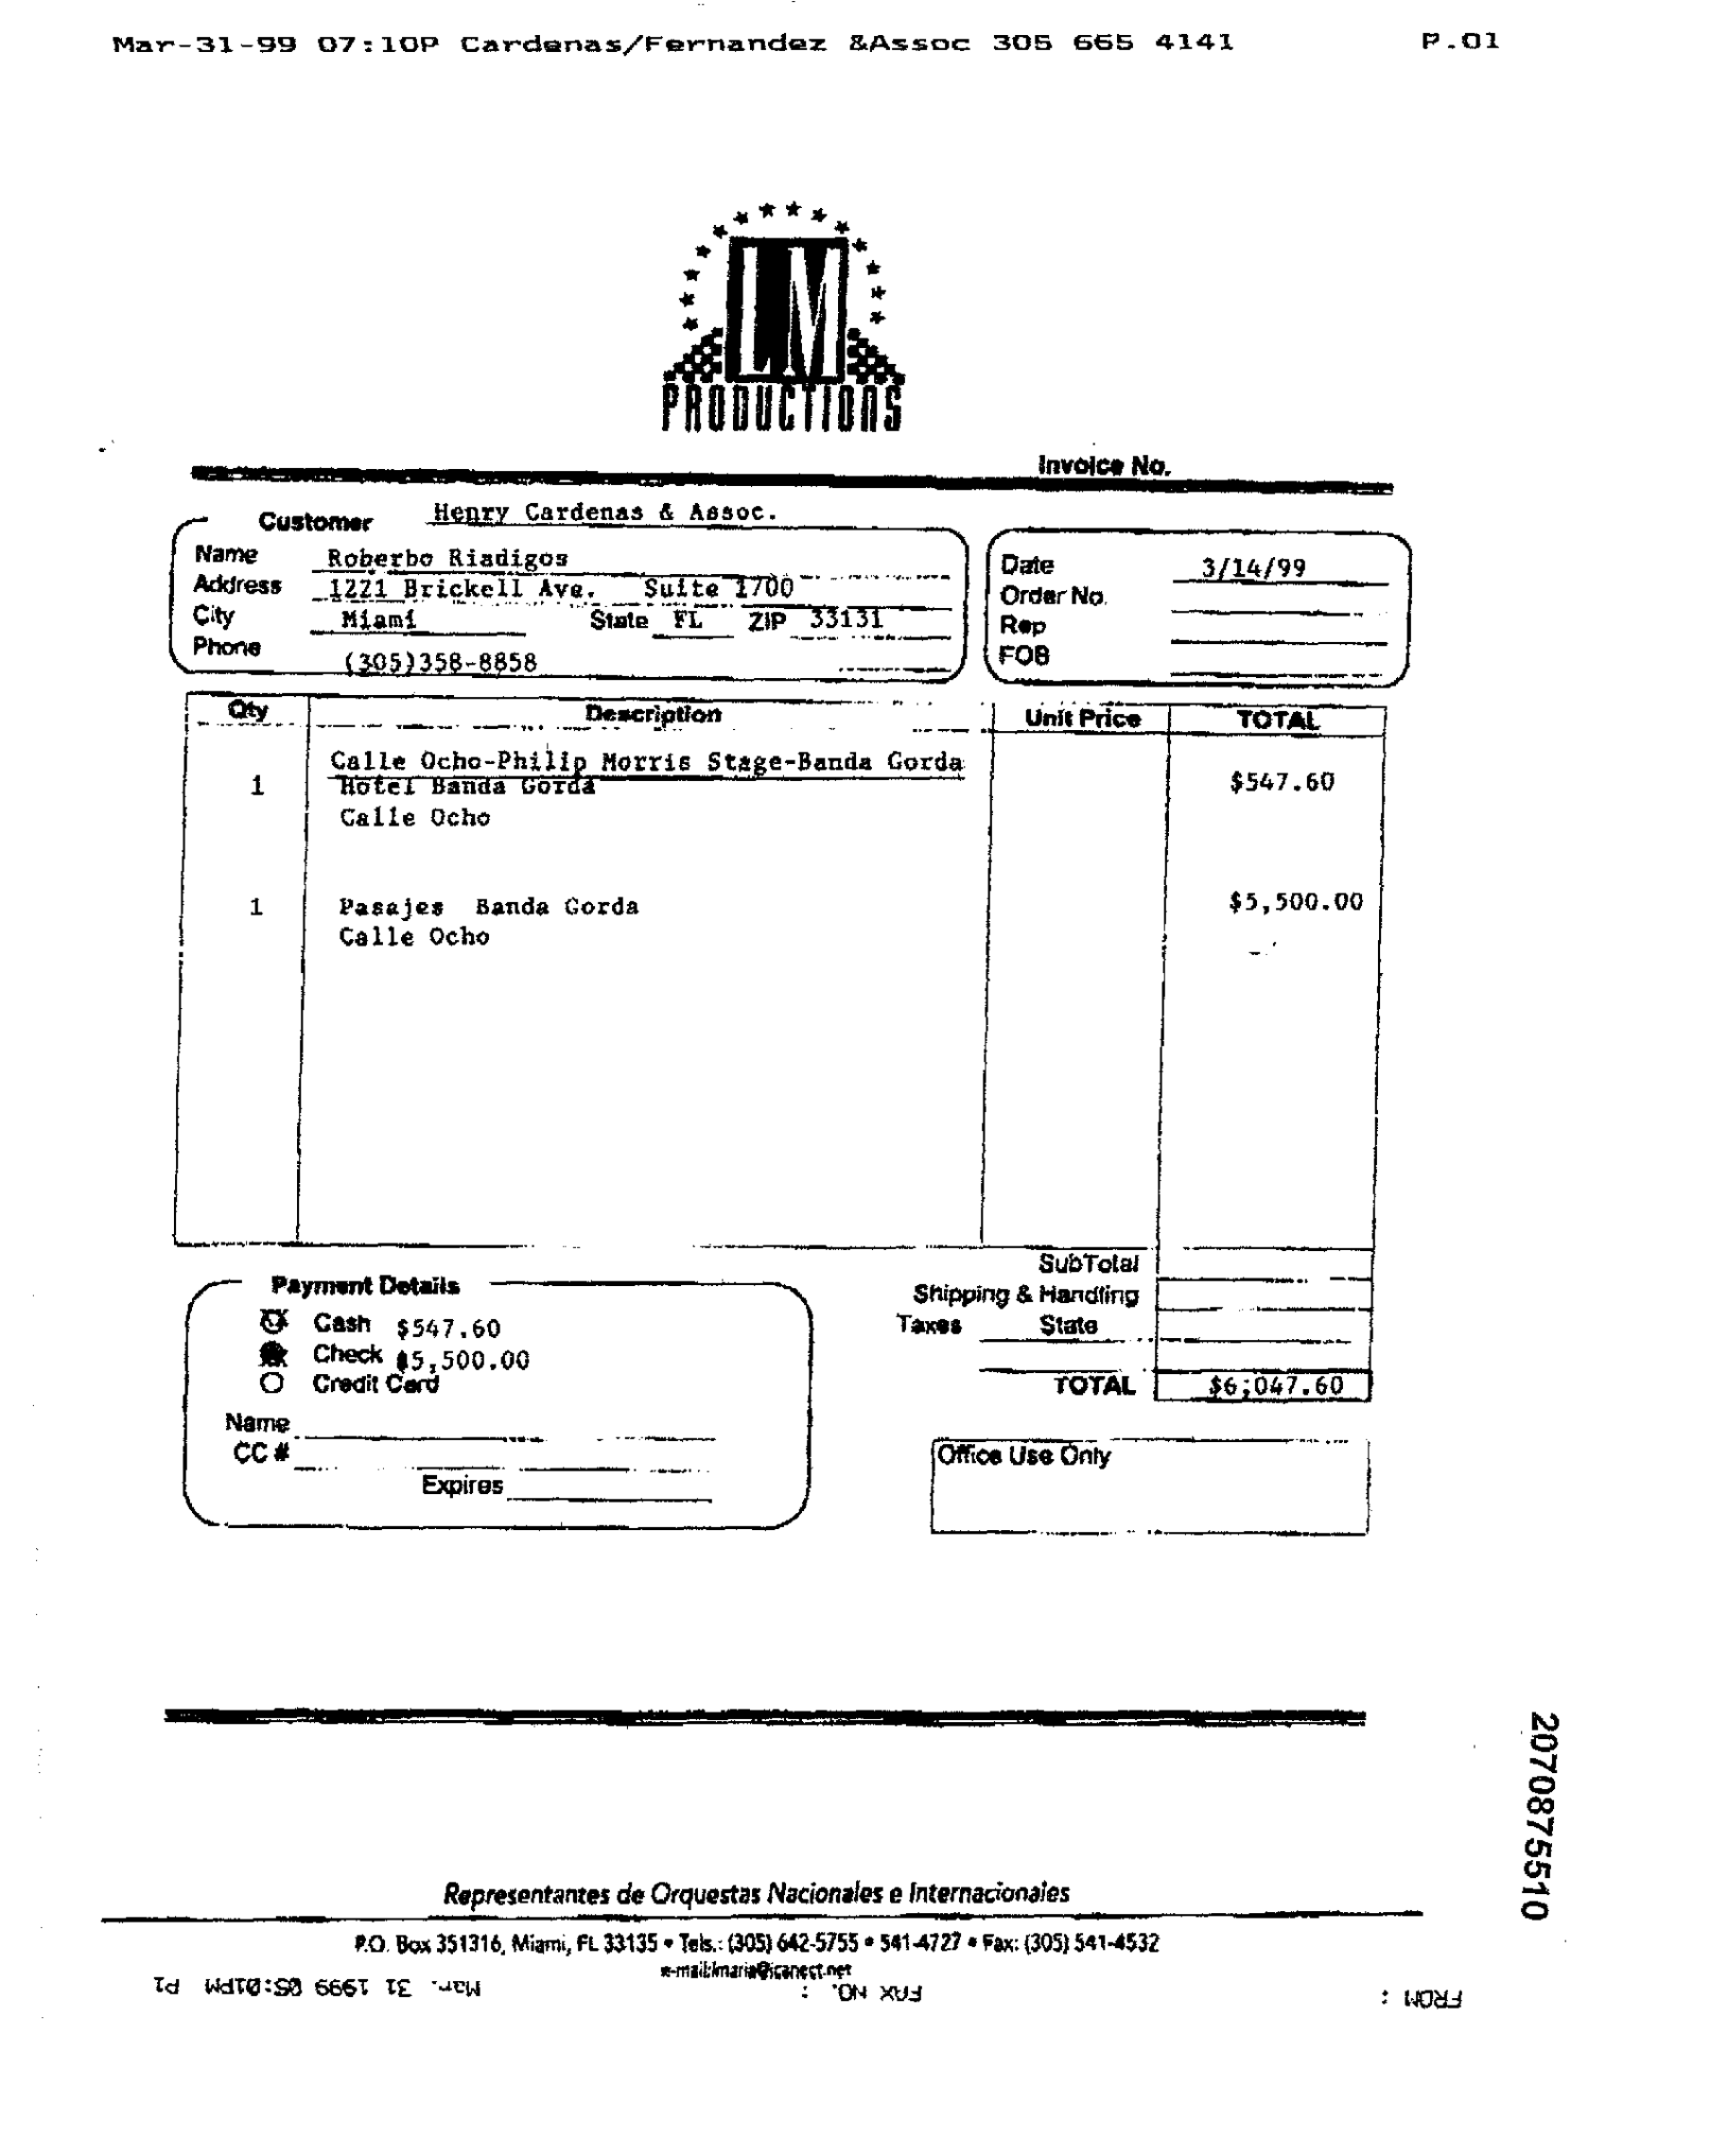 Mar-31-99 07:10P Cardenas/Fernandez &Assoc 305 665 4141 P.01
LM
PRODUCTIONS
Invoice No.
Customer Henry Cardenas & Assoc.
Name Roberbo Riadigos
Address 1221 Brickell Ave. Suite 1700
City Miami State FL ZIP 33131
Phone (305)358-8858
Date 3/14/99
Order No.
Rep
FOB
Qty Description Unit Price TOTAL
Calle Ocho-Philip Morris Stage-Banda Gorda
1 Hotel Banda Gorda $547.60
Calle Ocho
1 Pasajes Banda Gorda $5,500.00
Calle Ocho
SubTotal
Shipping & Handling
Taxes State
TOTAL $6,047.60
Payment Details
Cash $547.60
Check $5,500.00
Credit Card
Name
CC #
Expires
Office Use Only
2070875510
Representantes de Orquestas Nacionales e Internacionales
P.O. Box 351316, Miami, FL 33135 • Tels.: (305) 642-5755 • 541-4727 • Fax: (305) 541-4532
e-mail:lmaria@icanect.net
FROM : FAX NO. : Mar. 31 1999 05:01PM P1